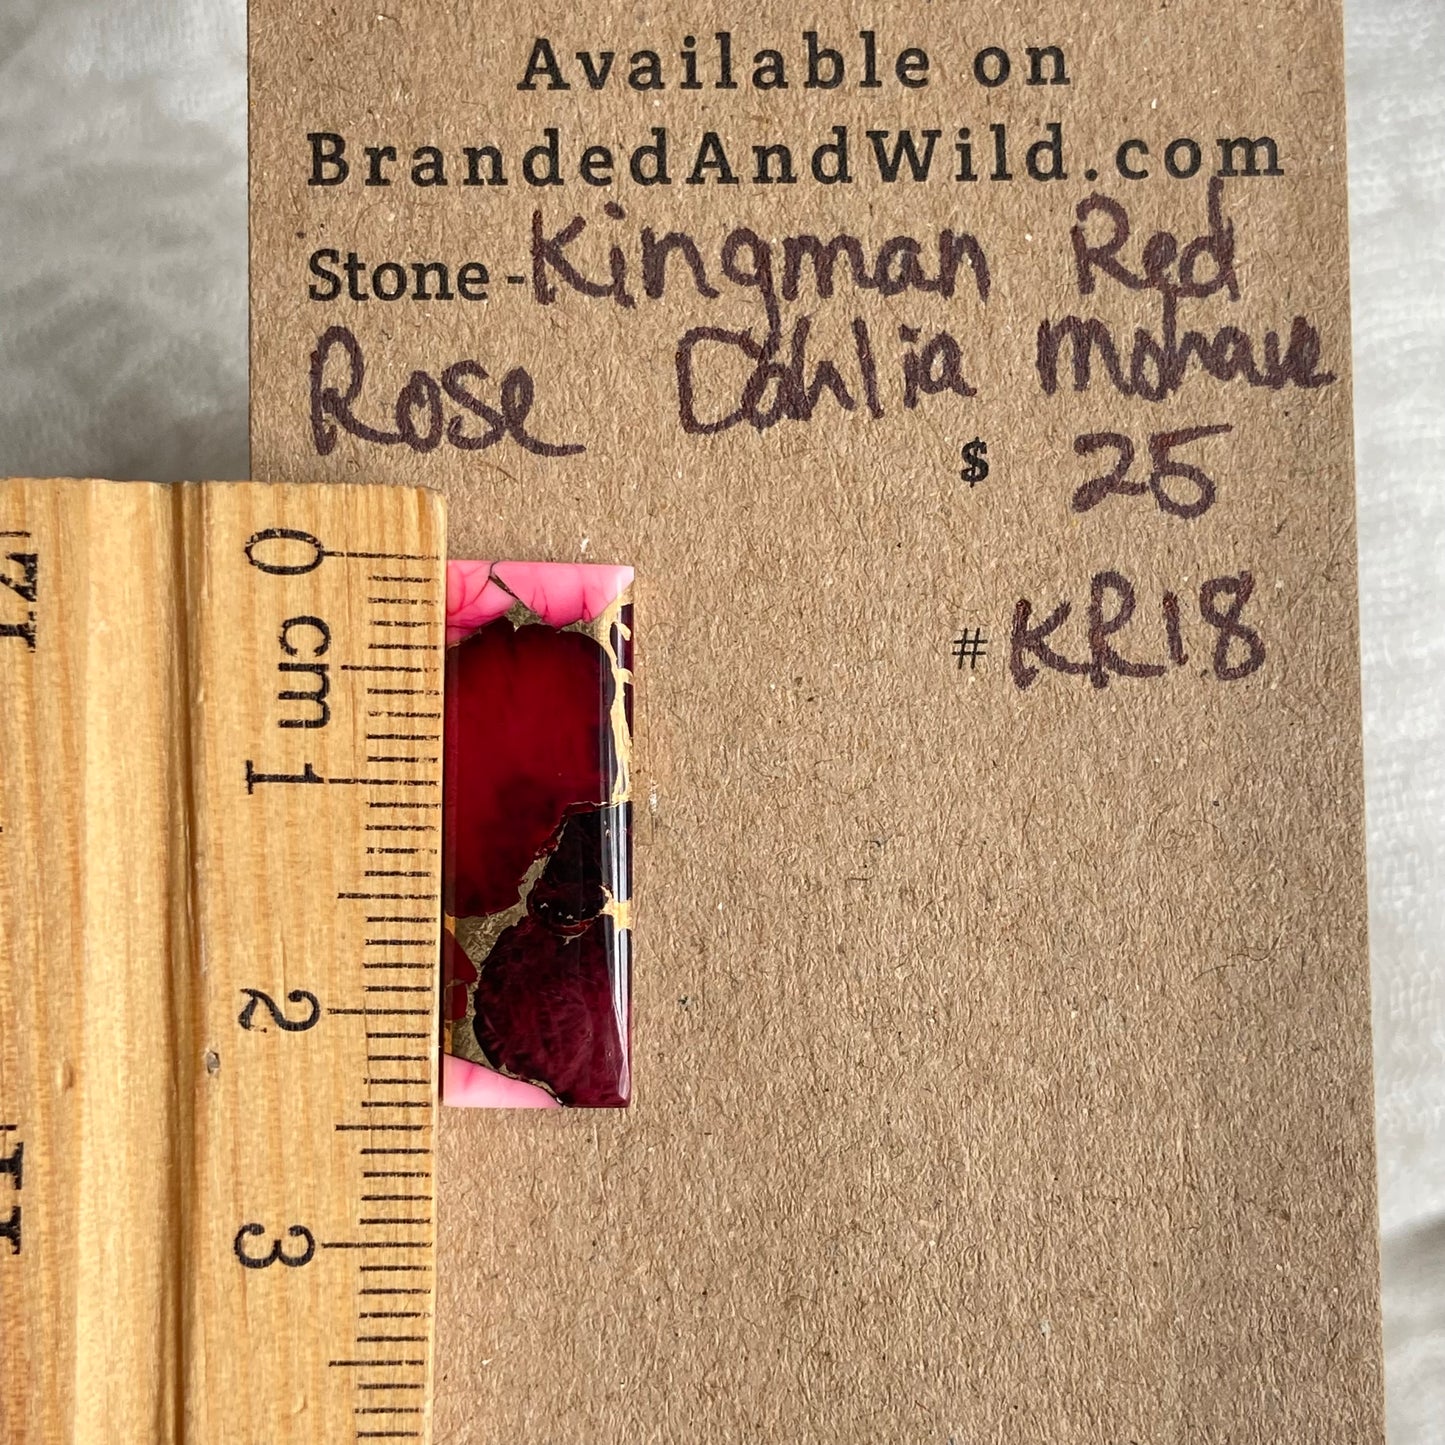 Available on
BrandedAndWild.com
Stone - Kingman Red
Rose Dahlia Mohave
$ 25
# KR18
0 cm 1 2 3